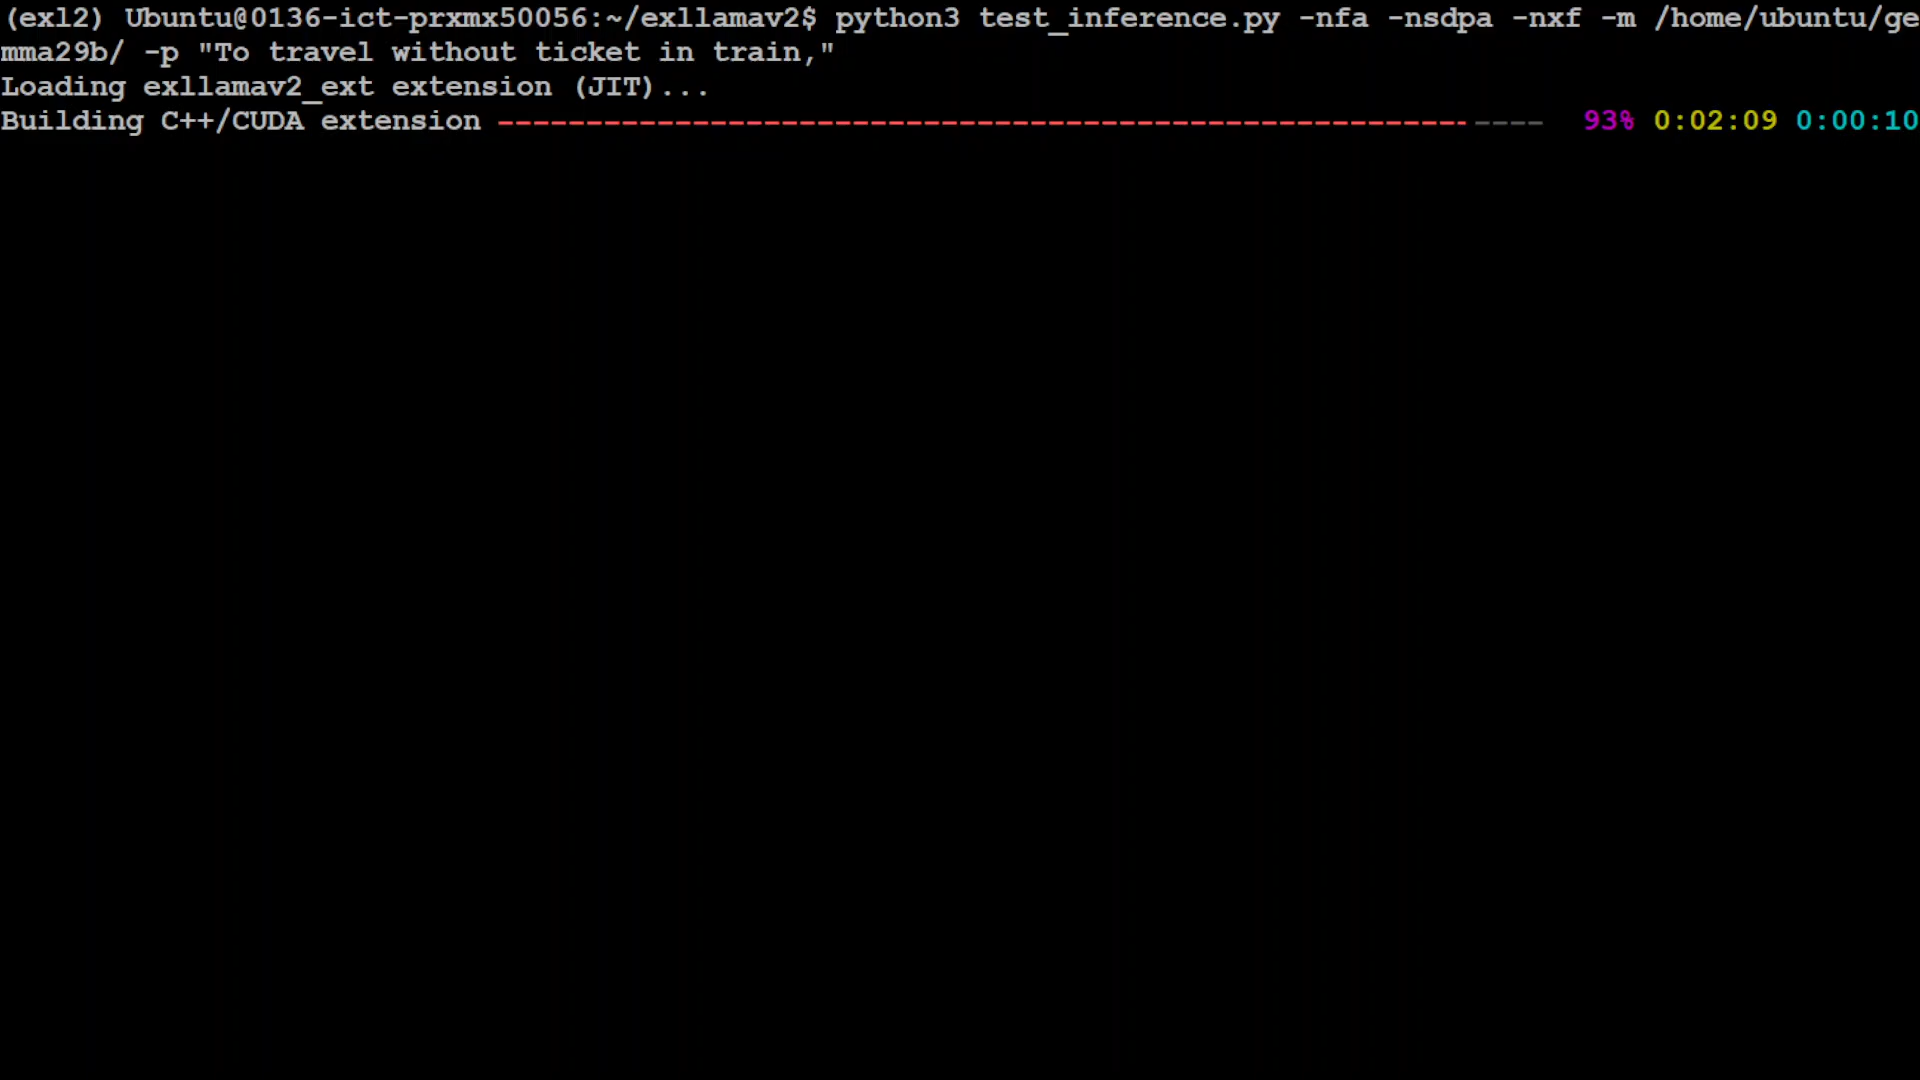 (exl2) Ubuntu@0136-ict-prxmx50056:~/exllamav2$ python3 test_inference.py -nfa -nsdpa -nxf -m /home/ubuntu/ge
mma29b/ -p "To travel without ticket in train,"
Loading exllamav2_ext extension (JIT)...
Building C++/CUDA extension 93% 0:02:09 0:00:10